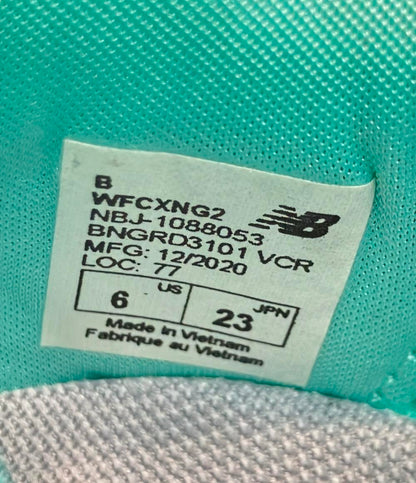 B
WFCXNG2
NBJ-1088053
BNGRD3101 VCR
MFG: 12/2020
LOC: 77
6 US 23 JPN
Made in Vietnam
Fabrique au Vietnam